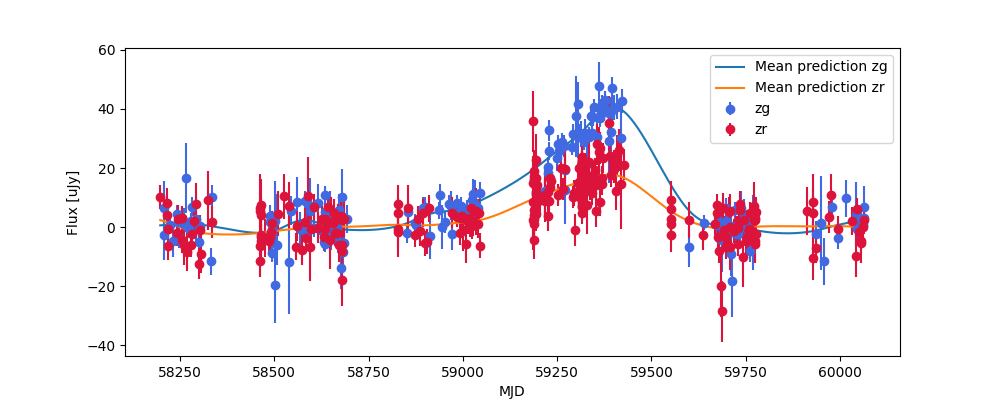 60
40
20
0
−20
−40
Flux [uJy]
58250
58500
58750
59000
59250
59500
59750
60000
MJD
Mean prediction zg
Mean prediction zr
zg
zr